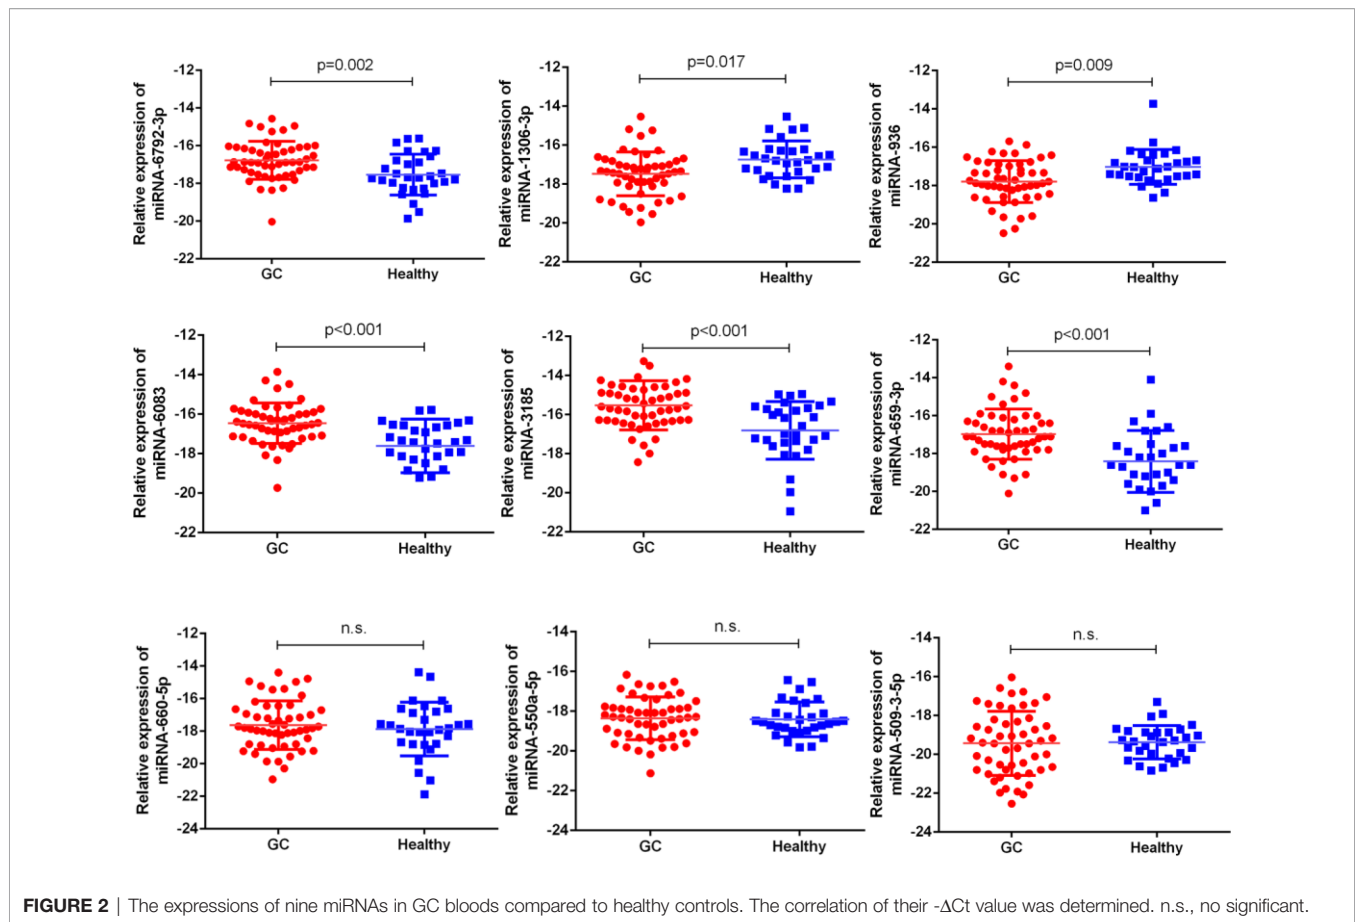 p=0.002
-12
-14
-16
-18
-20
-22
Relative expression of
miRNA-6792-3p
GC
Healthy
p=0.017
-12
-14
-16
-18
-20
-22
Relative expression of
miRNA-1306-3p
GC
Healthy
p=0.009
-12
-14
-16
-18
-20
-22
Relative expression of
miRNA-936
GC
Healthy
p<0.001
-12
-14
-16
-18
-20
-22
Relative expression of
miRNA-6083
GC
Healthy
p<0.001
-12
-14
-16
-18
-20
-22
Relative expression of
miRNA-3185
GC
Healthy
p<0.001
-12
-14
-16
-18
-20
-22
Relative expression of
miRNA-659-3p
GC
Healthy
n.s.
-12
-14
-16
-18
-20
-22
-24
Relative expression of
miRNA-660-5p
GC
Healthy
n.s.
-14
-16
-18
-20
-22
-24
Relative expression of
miRNA-550a-5p
GC
Healthy
n.s.
-14
-16
-18
-20
-22
-24
Relative expression of
miRNA-509-3-5p
GC
Healthy
FIGURE 2 | The expressions of nine miRNAs in GC bloods compared to healthy controls. The correlation of their -ΔCt value was determined. n.s., no significant.